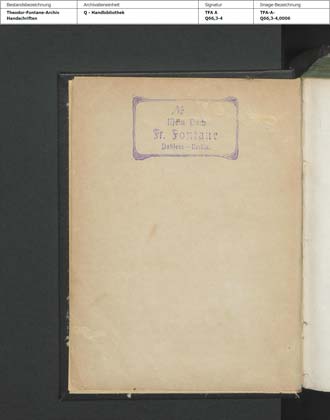 Bestandsbezeichnung Archivalieneinheit Signatur Image-Bezeichnung
Theodor-Fontane-Archiv Q - Handbibliothek TFA A TFA-A-
Handschriften Q66,3-4 Q66,3-4,0006
№
Mein Buch
Fr. Fontane
Dahlem-Berlin.